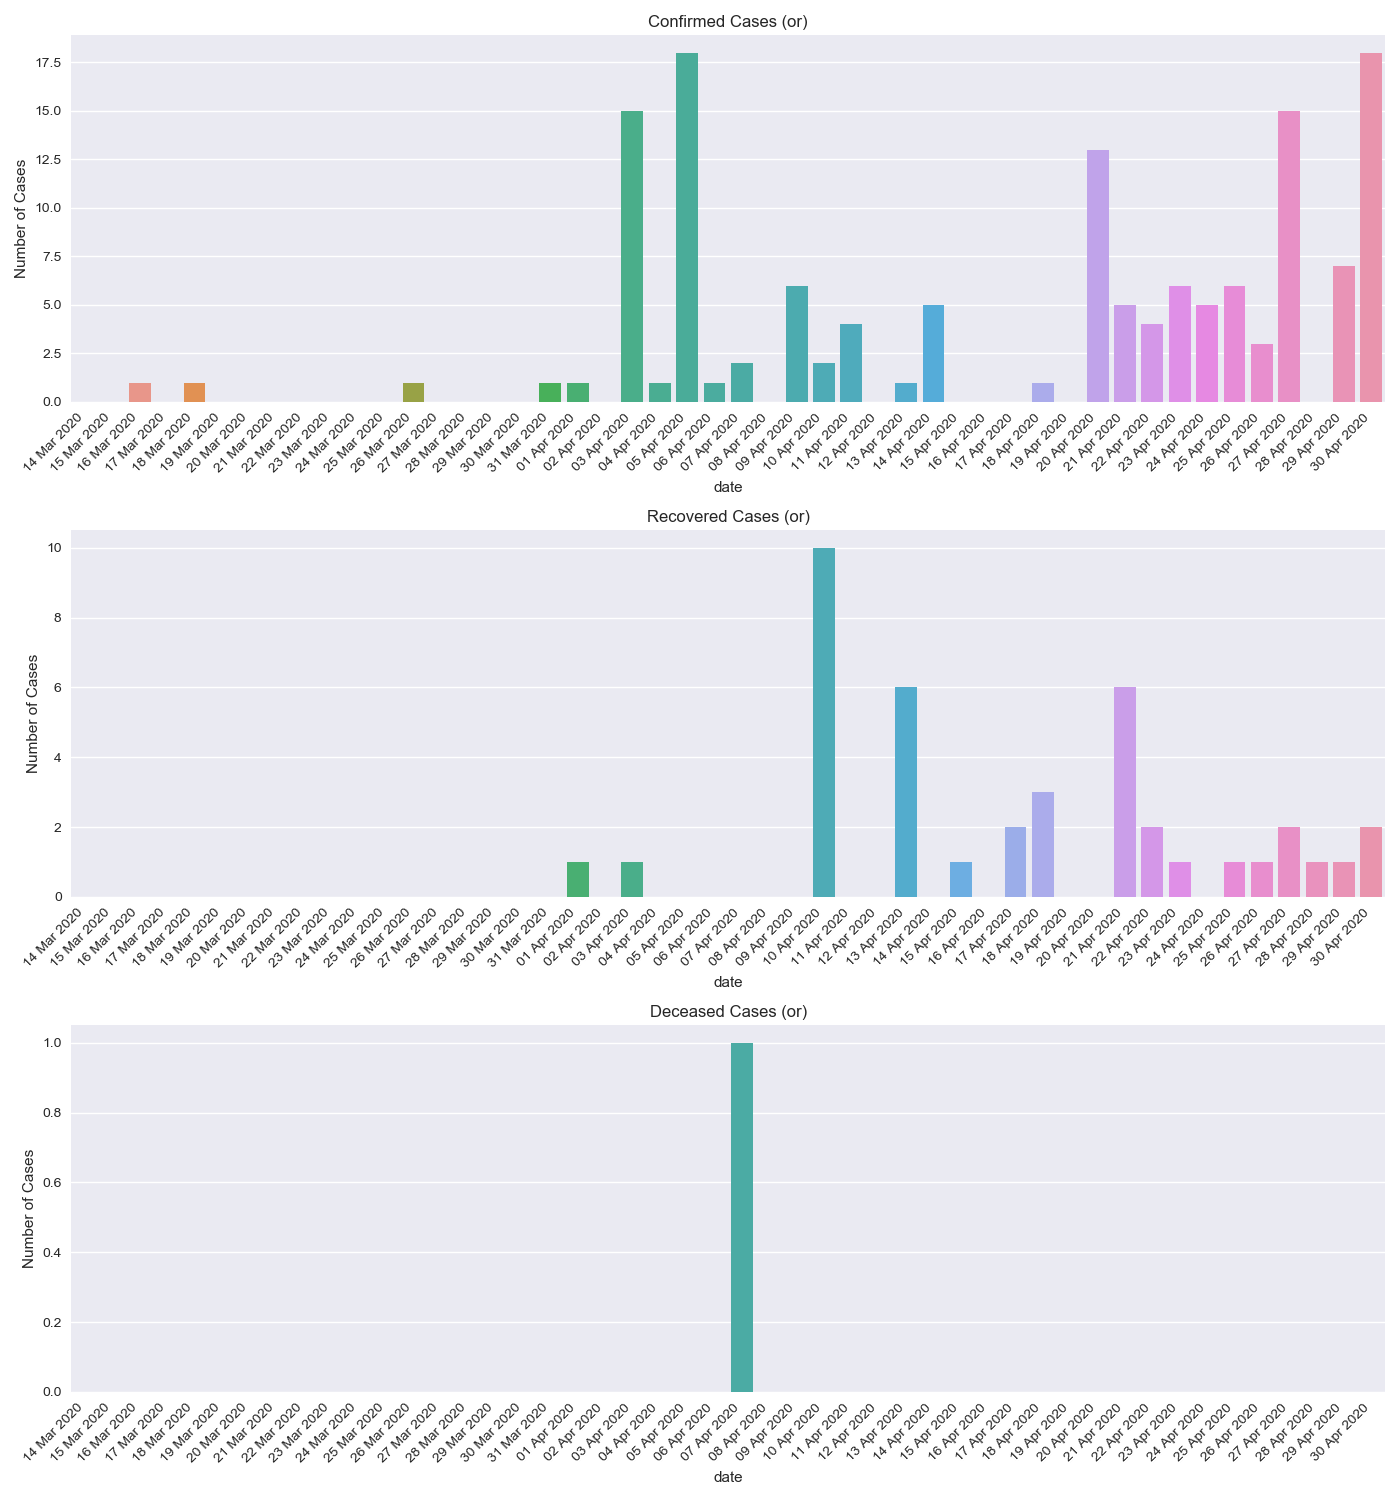 Confirmed Cases (or)
17.5
15.0
12.5
10.0
7.5
5.0
2.5
0.0
Number of Cases
14 Mar 2020
15 Mar 2020
16 Mar 2020
17 Mar 2020
18 Mar 2020
19 Mar 2020
20 Mar 2020
21 Mar 2020
22 Mar 2020
23 Mar 2020
24 Mar 2020
25 Mar 2020
26 Mar 2020
27 Mar 2020
28 Mar 2020
29 Mar 2020
30 Mar 2020
31 Mar 2020
01 Apr 2020
02 Apr 2020
03 Apr 2020
04 Apr 2020
05 Apr 2020
06 Apr 2020
07 Apr 2020
08 Apr 2020
09 Apr 2020
10 Apr 2020
11 Apr 2020
12 Apr 2020
13 Apr 2020
14 Apr 2020
15 Apr 2020
16 Apr 2020
17 Apr 2020
18 Apr 2020
19 Apr 2020
20 Apr 2020
21 Apr 2020
22 Apr 2020
23 Apr 2020
24 Apr 2020
25 Apr 2020
26 Apr 2020
27 Apr 2020
28 Apr 2020
29 Apr 2020
30 Apr 2020
date
Recovered Cases (or)
10
8
6
4
2
0
Number of Cases
14 Mar 2020
15 Mar 2020
16 Mar 2020
17 Mar 2020
18 Mar 2020
19 Mar 2020
20 Mar 2020
21 Mar 2020
22 Mar 2020
23 Mar 2020
24 Mar 2020
25 Mar 2020
26 Mar 2020
27 Mar 2020
28 Mar 2020
29 Mar 2020
30 Mar 2020
31 Mar 2020
01 Apr 2020
02 Apr 2020
03 Apr 2020
04 Apr 2020
05 Apr 2020
06 Apr 2020
07 Apr 2020
08 Apr 2020
09 Apr 2020
10 Apr 2020
11 Apr 2020
12 Apr 2020
13 Apr 2020
14 Apr 2020
15 Apr 2020
16 Apr 2020
17 Apr 2020
18 Apr 2020
19 Apr 2020
20 Apr 2020
21 Apr 2020
22 Apr 2020
23 Apr 2020
24 Apr 2020
25 Apr 2020
26 Apr 2020
27 Apr 2020
28 Apr 2020
29 Apr 2020
30 Apr 2020
date
Deceased Cases (or)
1.0
0.8
0.6
0.4
0.2
0.0
Number of Cases
14 Mar 2020
15 Mar 2020
16 Mar 2020
17 Mar 2020
18 Mar 2020
19 Mar 2020
20 Mar 2020
21 Mar 2020
22 Mar 2020
23 Mar 2020
24 Mar 2020
25 Mar 2020
26 Mar 2020
27 Mar 2020
28 Mar 2020
29 Mar 2020
30 Mar 2020
31 Mar 2020
01 Apr 2020
02 Apr 2020
03 Apr 2020
04 Apr 2020
05 Apr 2020
06 Apr 2020
07 Apr 2020
08 Apr 2020
09 Apr 2020
10 Apr 2020
11 Apr 2020
12 Apr 2020
13 Apr 2020
14 Apr 2020
15 Apr 2020
16 Apr 2020
17 Apr 2020
18 Apr 2020
19 Apr 2020
20 Apr 2020
21 Apr 2020
22 Apr 2020
23 Apr 2020
24 Apr 2020
25 Apr 2020
26 Apr 2020
27 Apr 2020
28 Apr 2020
29 Apr 2020
30 Apr 2020
date